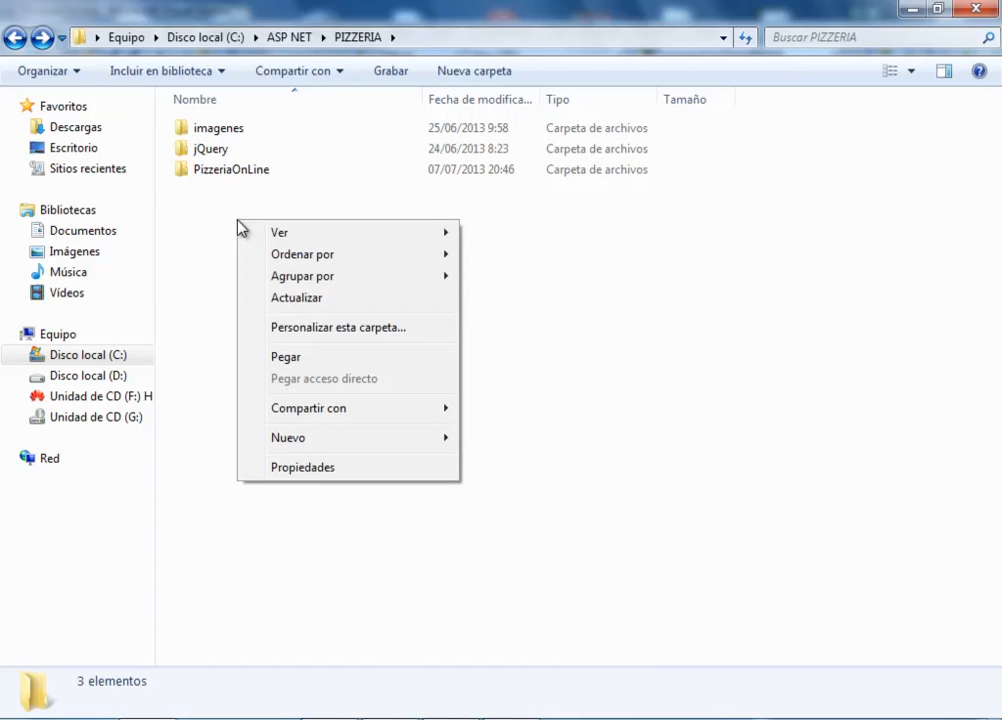 Equipo Disco local (C:) ASP NET PIZZERIA Buscar PIZZERIA
Organizar Incluir en biblioteca Compartir con Grabar Nueva carpeta
Nombre Fecha de modifica... Tipo Tamaño
imagenes 25/06/2013 9:58 Carpeta de archivos
jQuery 24/06/2013 8:23 Carpeta de archivos
PizzeriaOnLine 07/07/2013 20:46 Carpeta de archivos
Favoritos
Descargas
Escritorio
Sitios recientes
Bibliotecas
Documentos
Imágenes
Música
Vídeos
Equipo
Disco local (C:)
Disco local (D:)
Unidad de CD (F:) H
Unidad de CD (G:)
Red
Ver
Ordenar por
Agrupar por
Actualizar
Personalizar esta carpeta...
Pegar
Pegar acceso directo
Compartir con
Nuevo
Propiedades
3 elementos